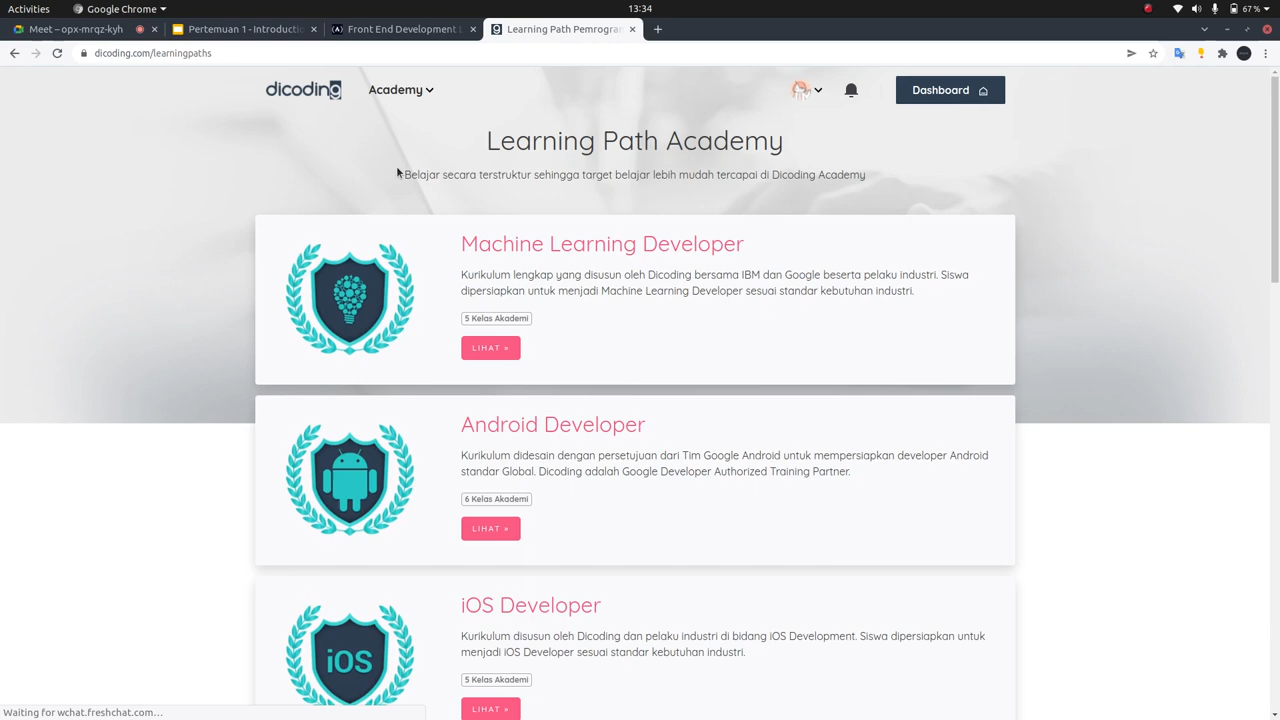 Activities
Google Chrome
13:34
67 %
Meet – opx-mrqz-kyh
Pertemuan 1 - Introductio
Front End Development L
Learning Path Pemrogran
dicoding.com/learningpaths
dicoding
Academy
Dashboard
Learning Path Academy
Belajar secara terstruktur sehingga target belajar lebih mudah tercapai di Dicoding Academy
Machine Learning Developer
Kurikulum lengkap yang disusun oleh Dicoding bersama IBM dan Google beserta pelaku industri. Siswa
dipersiapkan untuk menjadi Machine Learning Developer sesuai standar kebutuhan industri.
5 Kelas Akademi
LIHAT »
Android Developer
Kurikulum didesain dengan persetujuan dari Tim Google Android untuk mempersiapkan developer Android
standar Global. Dicoding adalah Google Developer Authorized Training Partner.
6 Kelas Akademi
LIHAT »
iOS Developer
iOS
Kurikulum disusun oleh Dicoding dan pelaku industri di bidang iOS Development. Siswa dipersiapkan untuk
menjadi iOS Developer sesuai standar kebutuhan industri.
5 Kelas Akademi
LIHAT »
Waiting for wchat.freshchat.com...